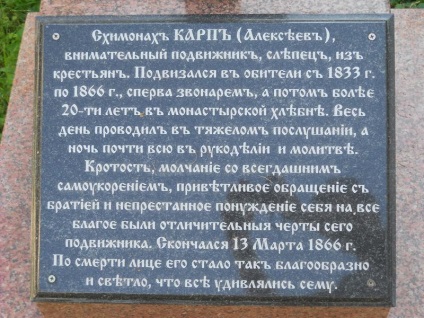 Схимонахъ КАРПЪ (Алексѣевъ),
внимательный подвижникъ, слѣпецъ, изъ
крестьянъ. Подвизался въ обители съ 1833 г.
по 1866 г., сперва звонаремъ, а потомъ болѣе
20-ти летъ въ монастырской хлѣбнѣ. Весь
день проводилъ въ тяжеломъ послушаніи, а
ночь почти всю въ рукодѣліи и молитвѣ.
Кротость, молчаніе со всегдашнимъ
самоукореніемъ, привѣтливое обращеніе съ
братіей и непрестанное понужденіе себя на все
благое были отличительныя черты сего
подвижника. Скончался 13 Марта 1866 г.
По смерти лице его стало такъ благообразно
и свѣтло, что всѣ удивлялись сему.